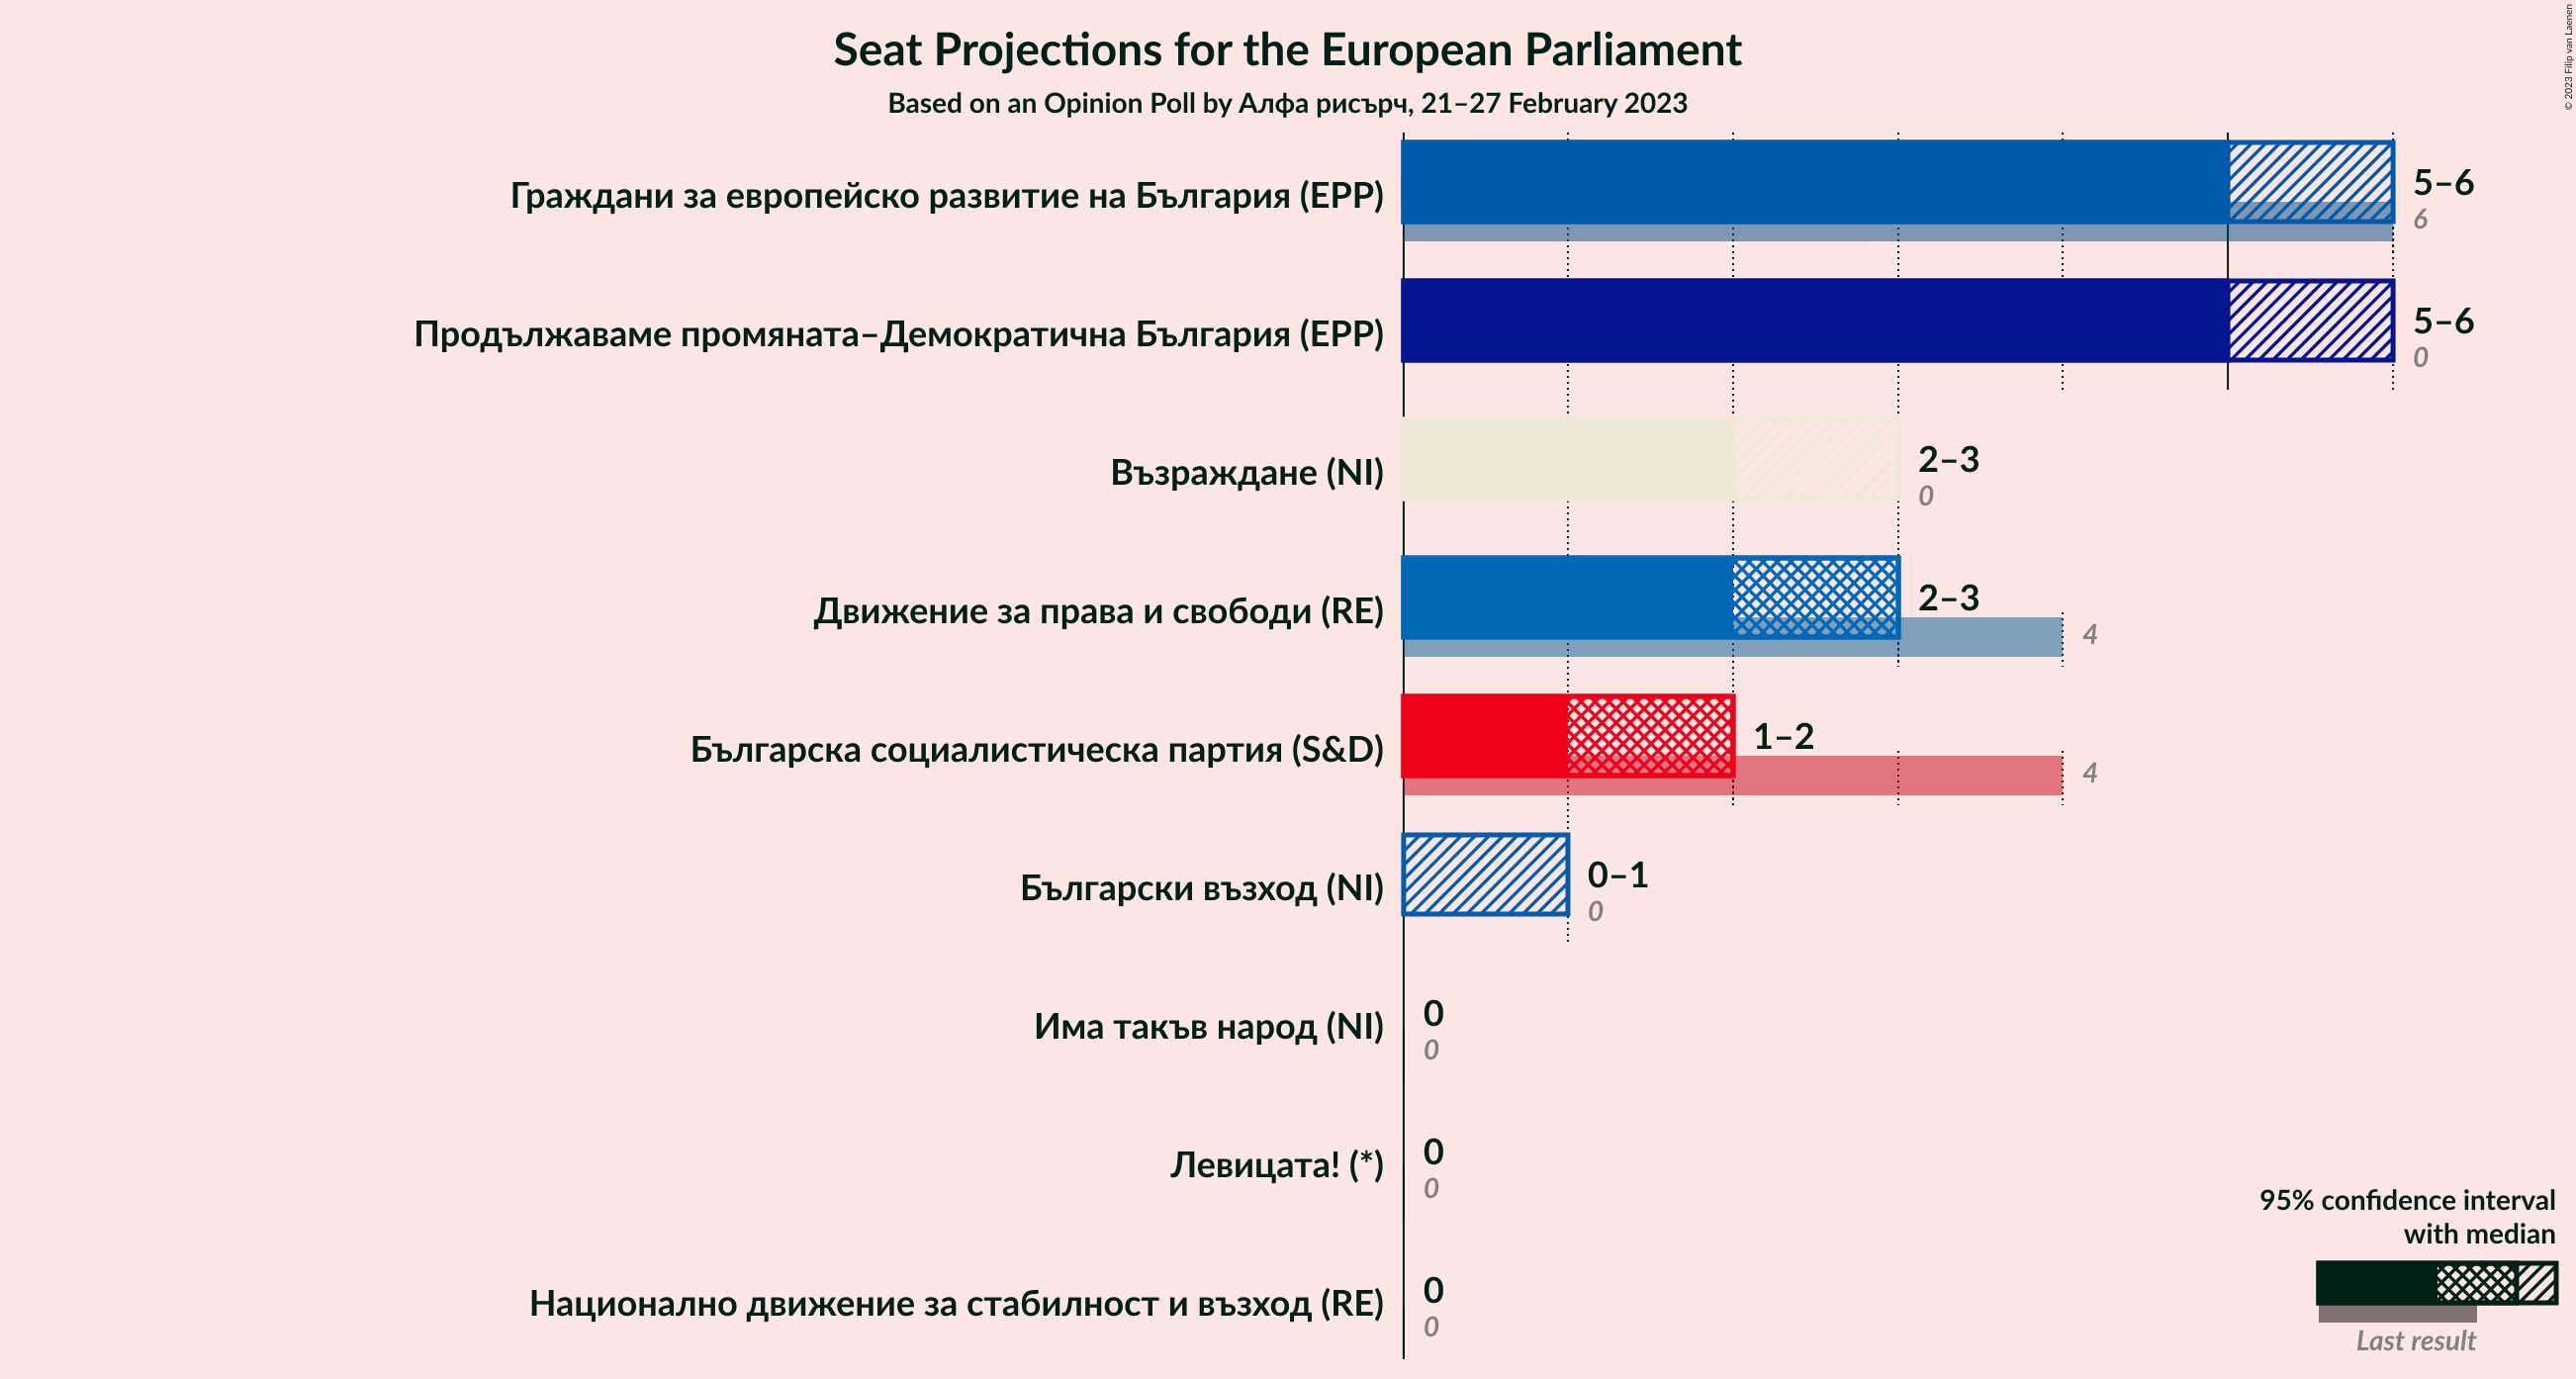 Seat Projections for the European Parliament
Based on an Opinion Poll by Алфа рисърч, 21–27 February 2023
© 2023 Filip van Laenen
Граждани за европейско развитие на България (EPP)
5–6
6
Продължаваме промяната–Демократична България (EPP)
5–6
0
Възраждане (NI)
2–3
0
Движение за права и свободи (RE)
2–3
4
Българска социалистическа партия (S&D)
1–2
4
Български възход (NI)
0–1
0
Има такъв народ (NI)
0
0
Левицата! (*)
0
0
Национално движение за стабилност и възход (RE)
0
0
95% confidence interval
with median
Last result